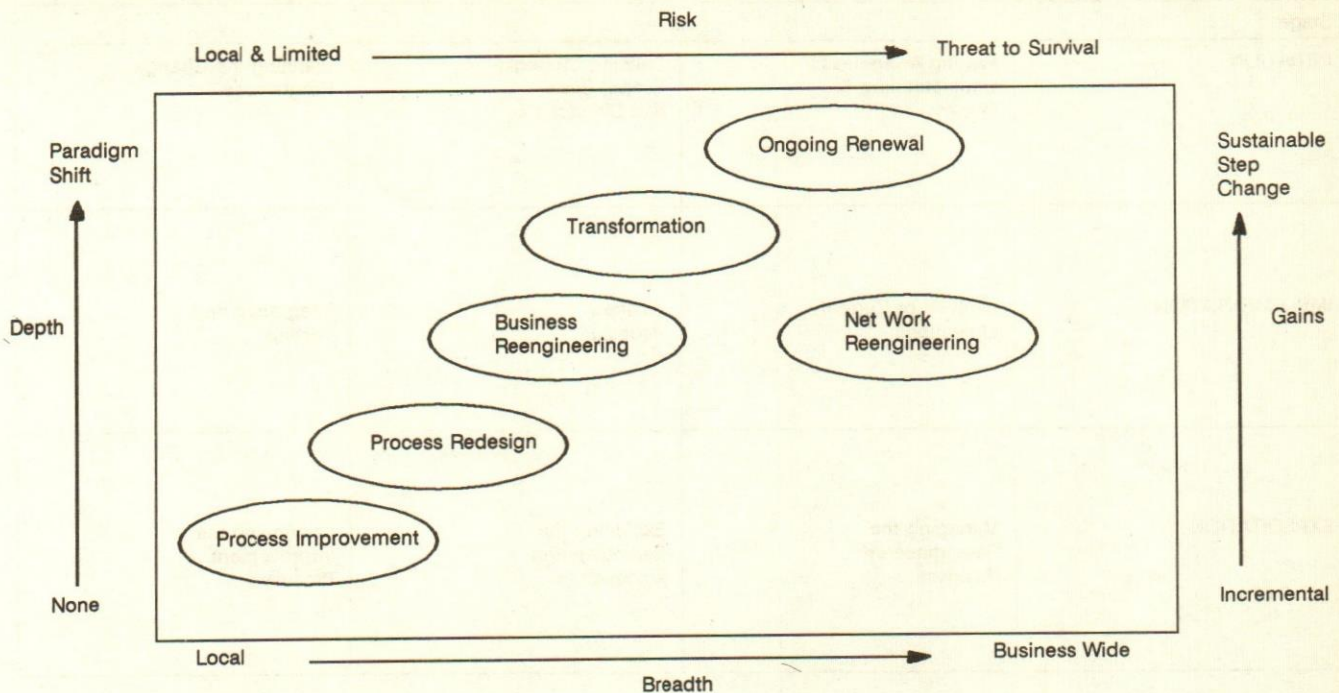 Risk
Local & Limited
Threat to Survival
Paradigm
Shift
Ongoing Renewal
Sustainable
Step
Change
Transformation
Depth
Business
Reengineering
Net Work
Reengineering
Gains
Process Redesign
Process Improvement
None
Incremental
Local
Business Wide
Breadth